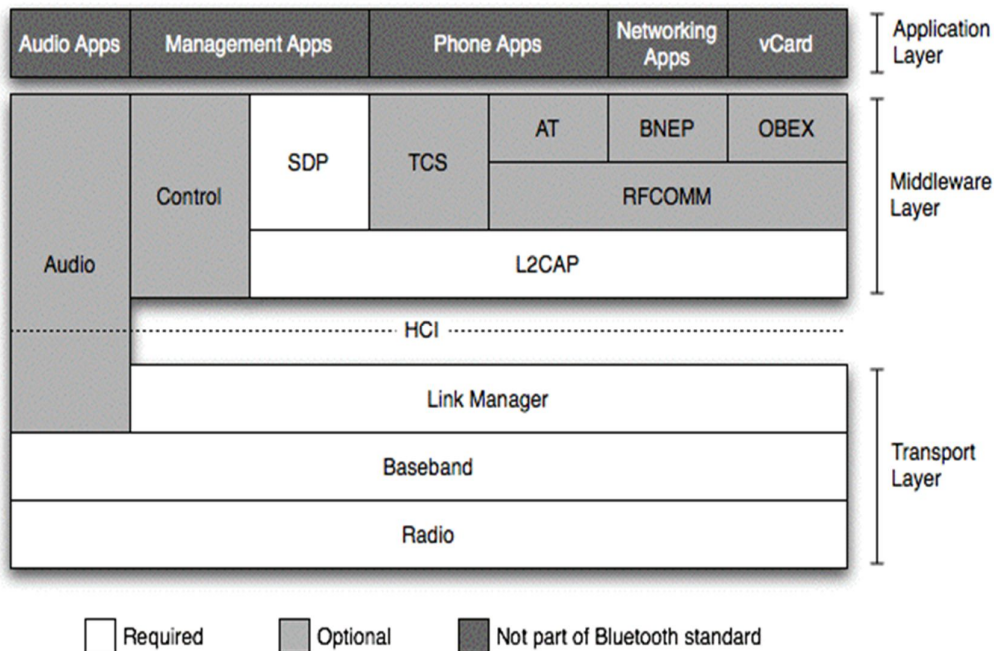 Audio Apps
Management Apps
Phone Apps
Networking
Apps
vCard
Application
Layer
Audio
Control
SDP
TCS
AT
BNEP
OBEX
RFCOMM
L2CAP
Middleware
Layer
HCI
Link Manager
Baseband
Radio
Transport
Layer
Required
Optional
Not part of Bluetooth standard